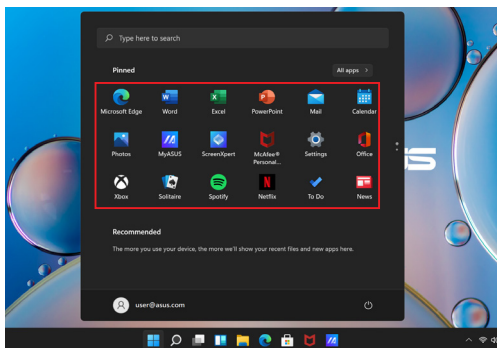 Type here to search
Pinned
All apps >
Microsoft Edge Word Excel PowerPoint Mail Calendar
Photos MyASUS ScreenXpert McAfee® Settings Office
Personal...
Xbox Solitaire Spotify Netflix To Do News
Recommended
The more you use your device, the more we'll show your recent files and new apps here.
user@asus.com